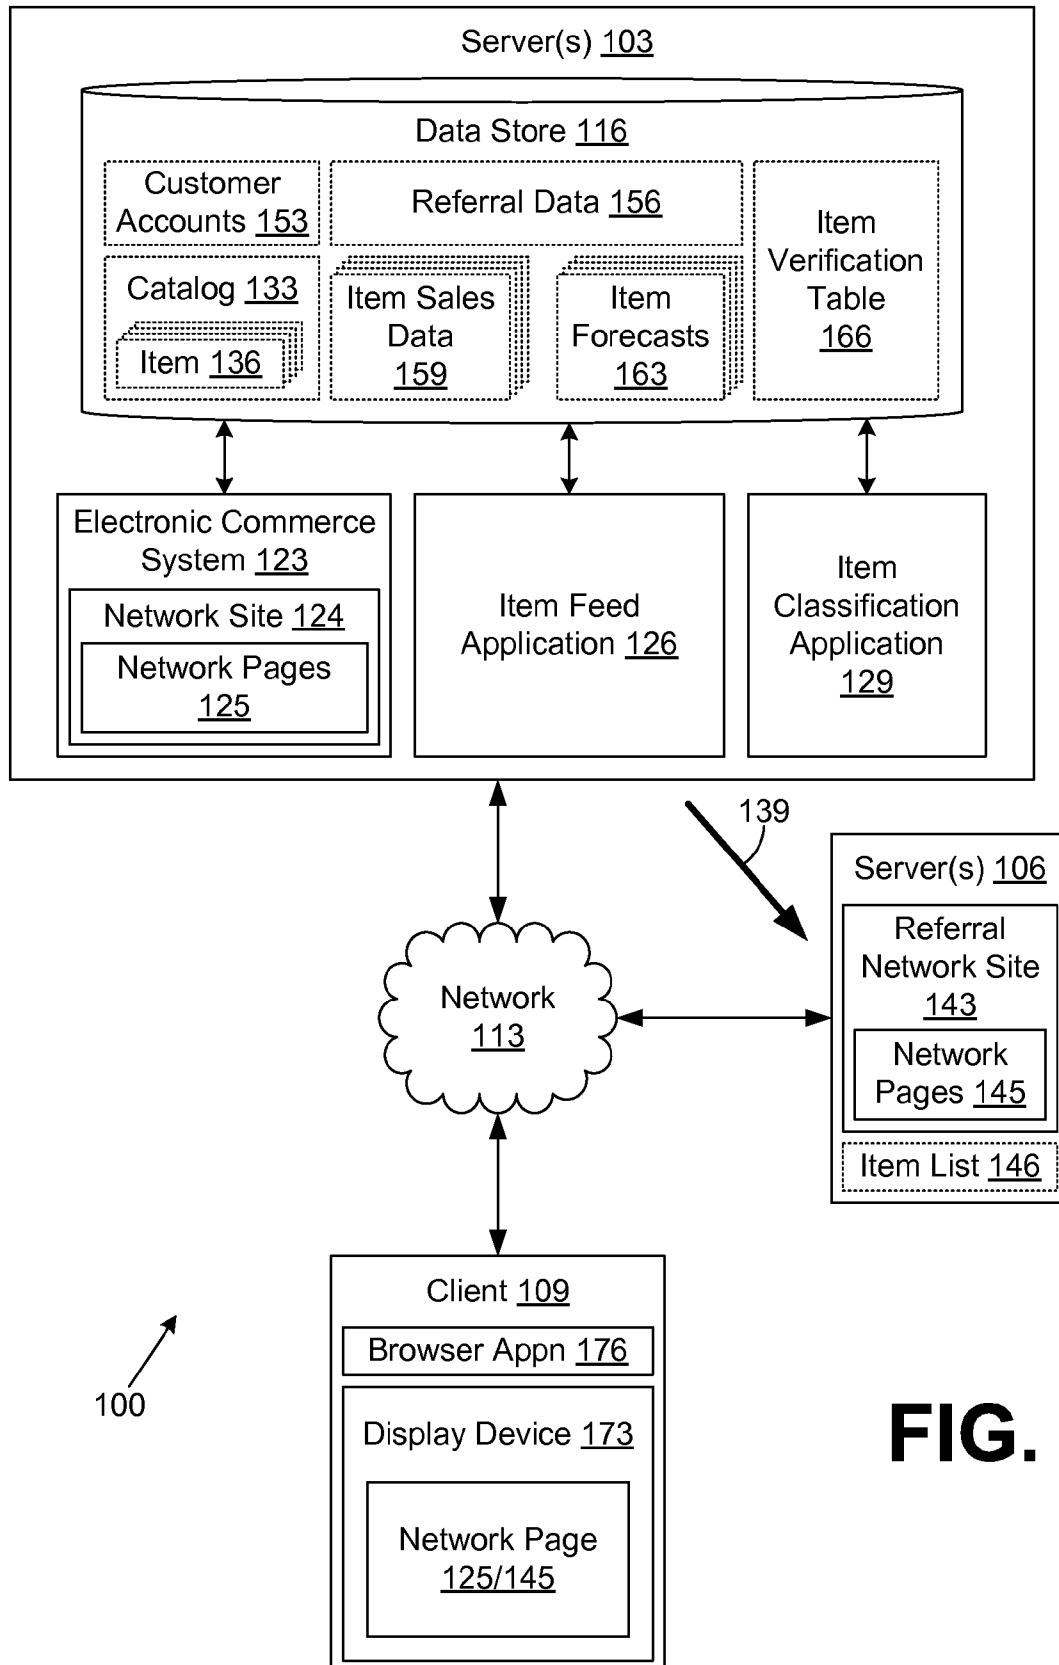 Server(s) 103
Data Store 116
Customer
Accounts 153
Referral Data 156
Item
Verification
Table
166
Catalog 133
Item 136
Item Sales
Data
159
Item
Forecasts
163
Electronic Commerce
System 123
Network Site 124
Network Pages
125
Item Feed
Application 126
Item
Classification
Application
129
139
Server(s) 106
Referral
Network Site
143
Network
Pages 145
Item List 146
Network
113
Client 109
Browser Appn 176
Display Device 173
Network Page
125/145
100
FIG.